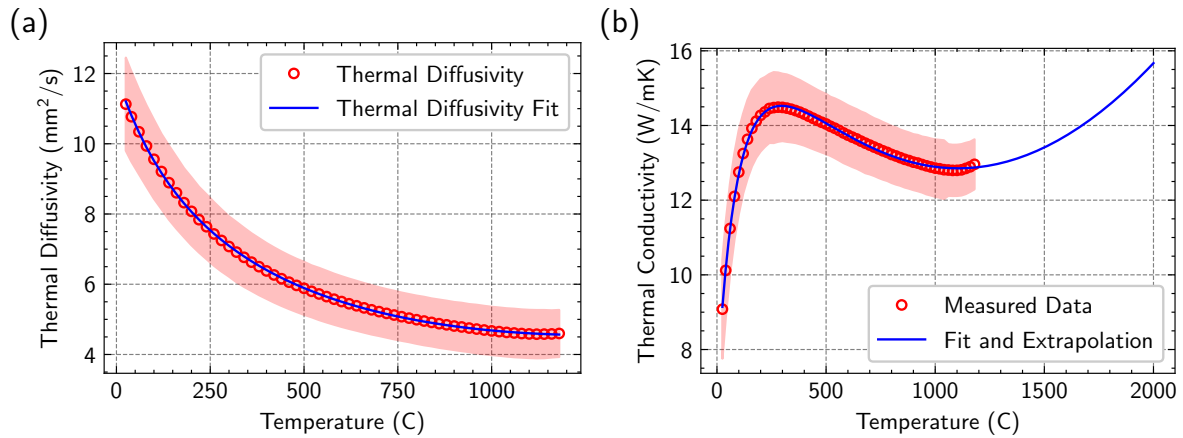 (a)
Thermal Diffusivity (mm²/s)
12
10
8
6
4
Thermal Diffusivity
Thermal Diffusivity Fit
0 250 500 750 1000
Temperature (C)
(b)
Thermal Conductivity (W/mK)
16
14
12
10
8
Measured Data
Fit and Extrapolation
0 500 1000 1500 2000
Temperature (C)